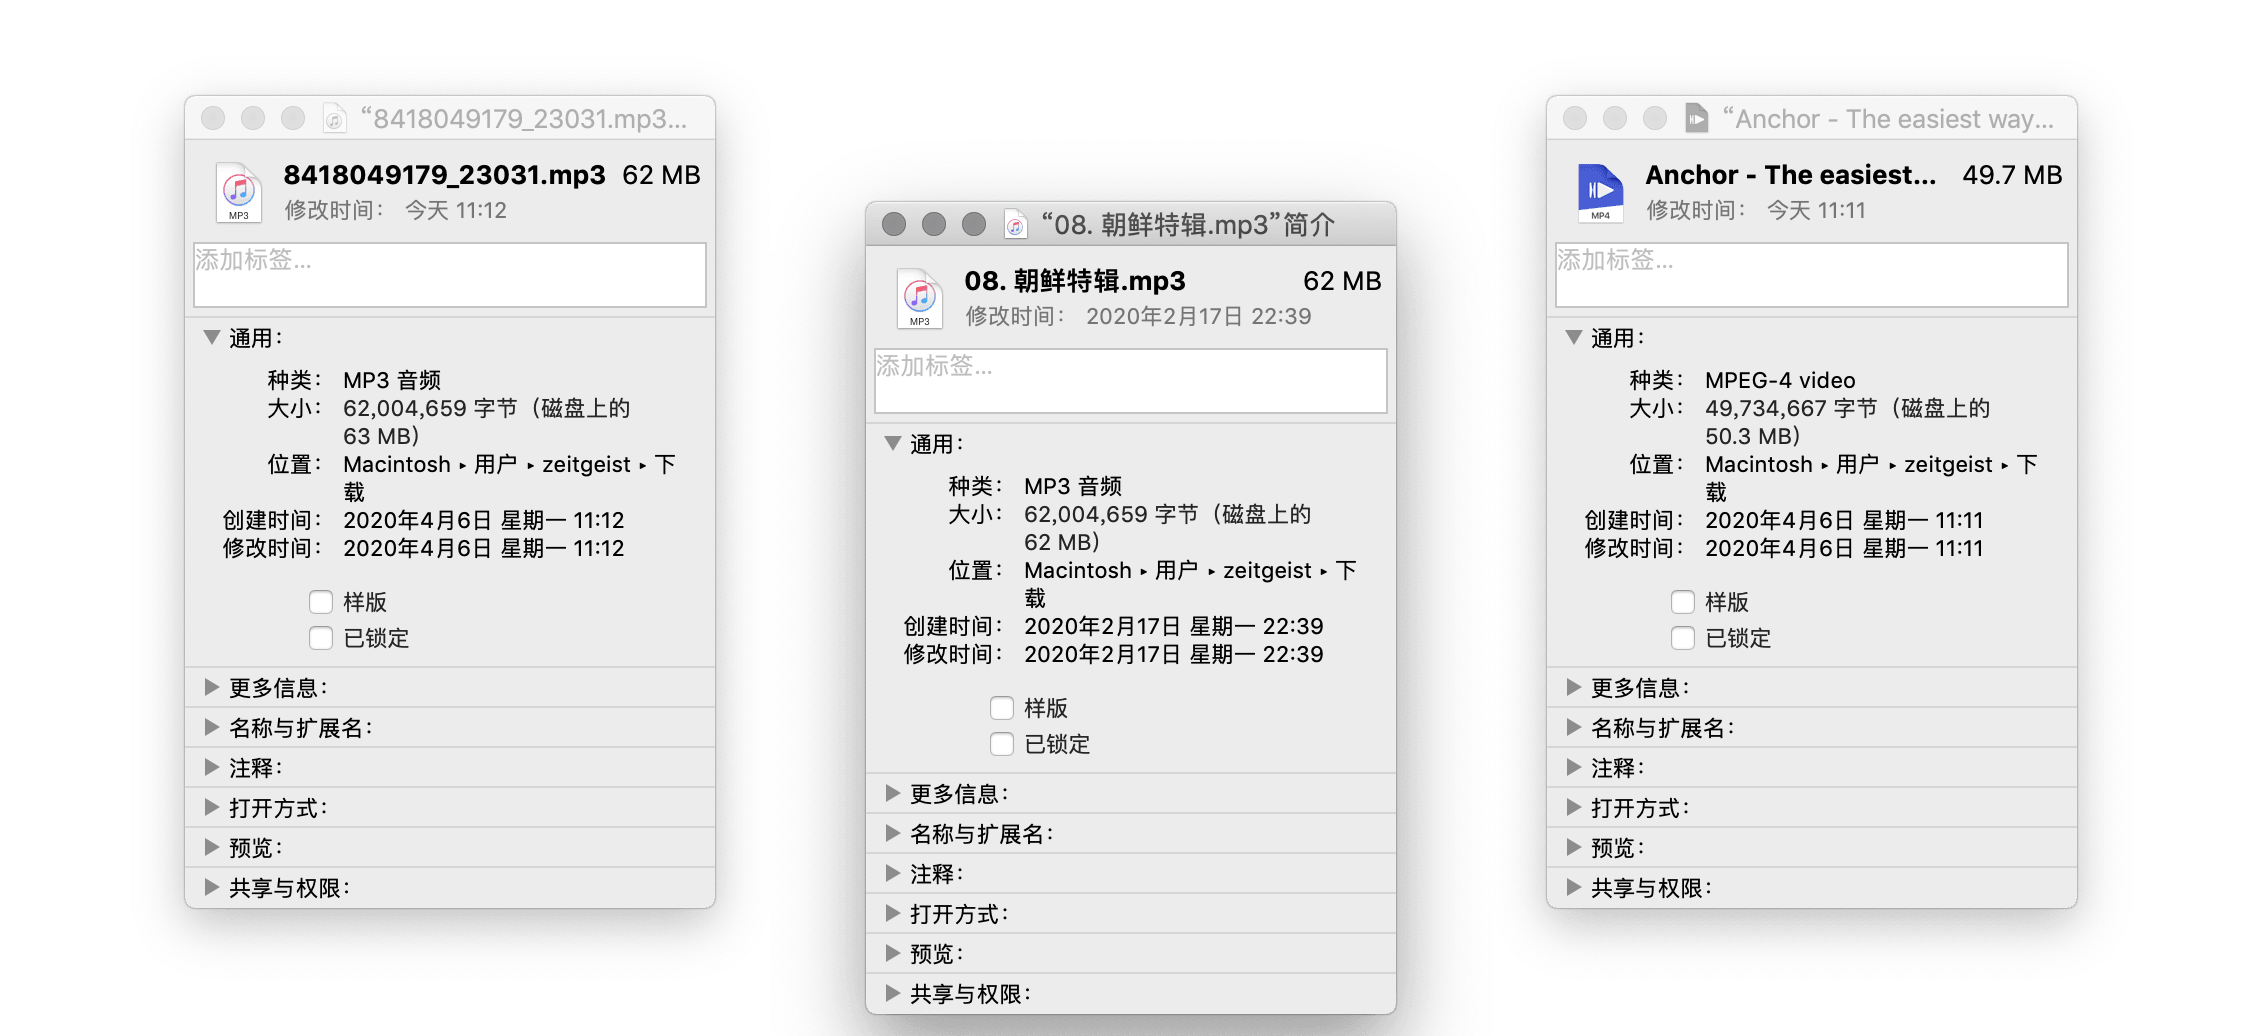 “8418049179_23031.mp3...
8418049179_23031.mp3 62 MB
MP3
修改时间： 今天 11:12
添加标签...
通用：
种类： MP3 音频
大小： 62,004,659 字节（磁盘上的
63 MB）
位置： Macintosh ▸ 用户 ▸ zeitgeist ▸ 下
载
创建时间： 2020年4月6日 星期一 11:12
修改时间： 2020年4月6日 星期一 11:12
样版
已锁定
更多信息：
名称与扩展名：
注释：
打开方式：
预览：
共享与权限：
“08. 朝鲜特辑.mp3”简介
08. 朝鲜特辑.mp3 62 MB
MP3
修改时间： 2020年2月17日 22:39
添加标签...
通用：
种类： MP3 音频
大小： 62,004,659 字节（磁盘上的
62 MB）
位置： Macintosh ▸ 用户 ▸ zeitgeist ▸ 下
载
创建时间： 2020年2月17日 星期一 22:39
修改时间： 2020年2月17日 星期一 22:39
样版
已锁定
更多信息：
名称与扩展名：
注释：
打开方式：
预览：
共享与权限：
“Anchor - The easiest way...
Anchor - The easiest... 49.7 MB
MP4
修改时间： 今天 11:11
添加标签...
通用：
种类： MPEG-4 video
大小： 49,734,667 字节（磁盘上的
50.3 MB）
位置： Macintosh ▸ 用户 ▸ zeitgeist ▸ 下
载
创建时间： 2020年4月6日 星期一 11:11
修改时间： 2020年4月6日 星期一 11:11
样版
已锁定
更多信息：
名称与扩展名：
注释：
打开方式：
预览：
共享与权限：